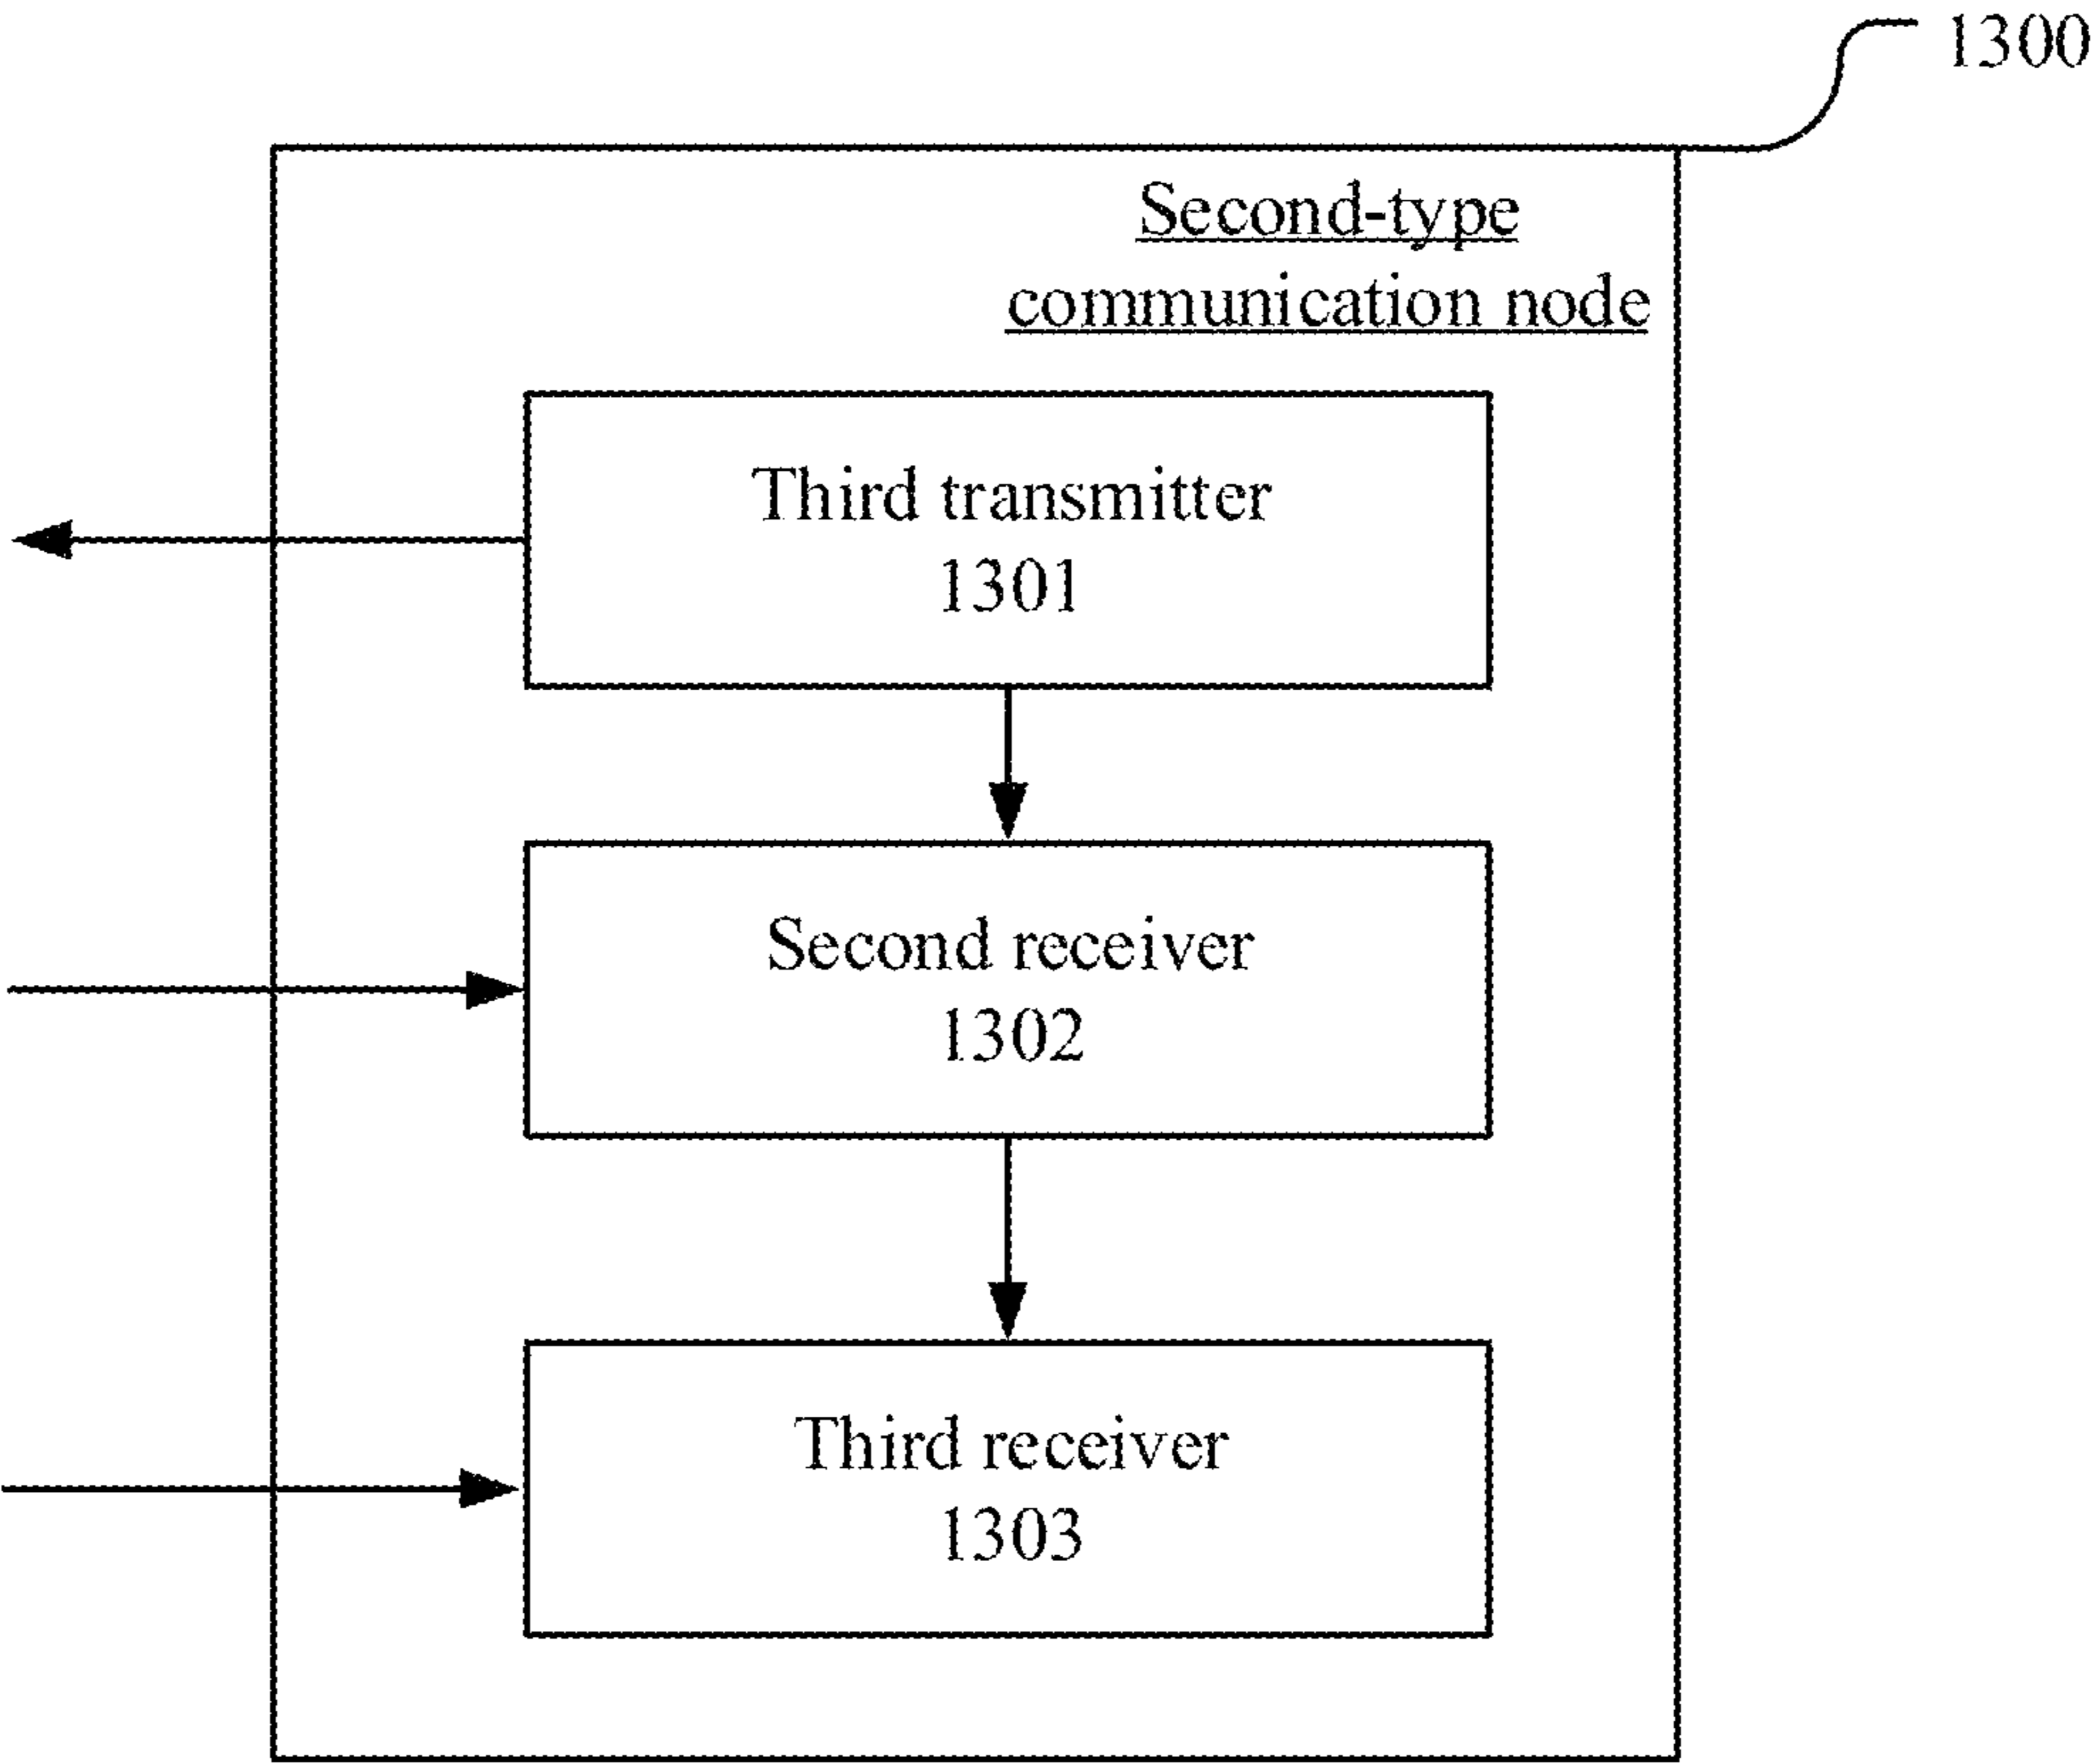 1300
Second-type
communication node
Third transmitter
1301
Second receiver
1302
Third receiver
1303